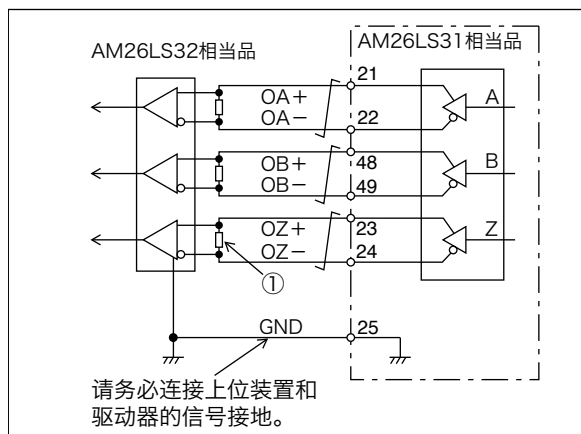 AM26LS32相当品
AM26LS31相当品
21
OA+
A
OA−
22
OB+
48
B
OB−
49
OZ+
23
Z
OZ−
24
①
GND
25
请务必连接上位装置和
驱动器的信号接地。